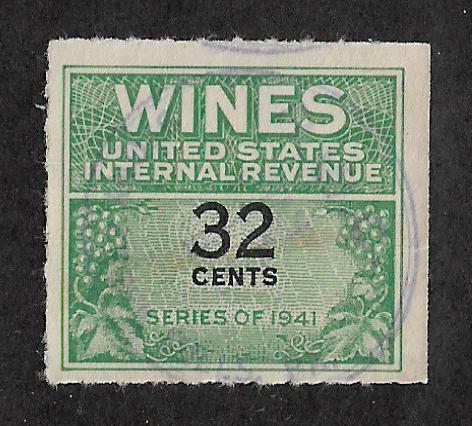 WINES
UNITED STATES
INTERNAL REVENUE
32
CENTS
SERIES OF 1941